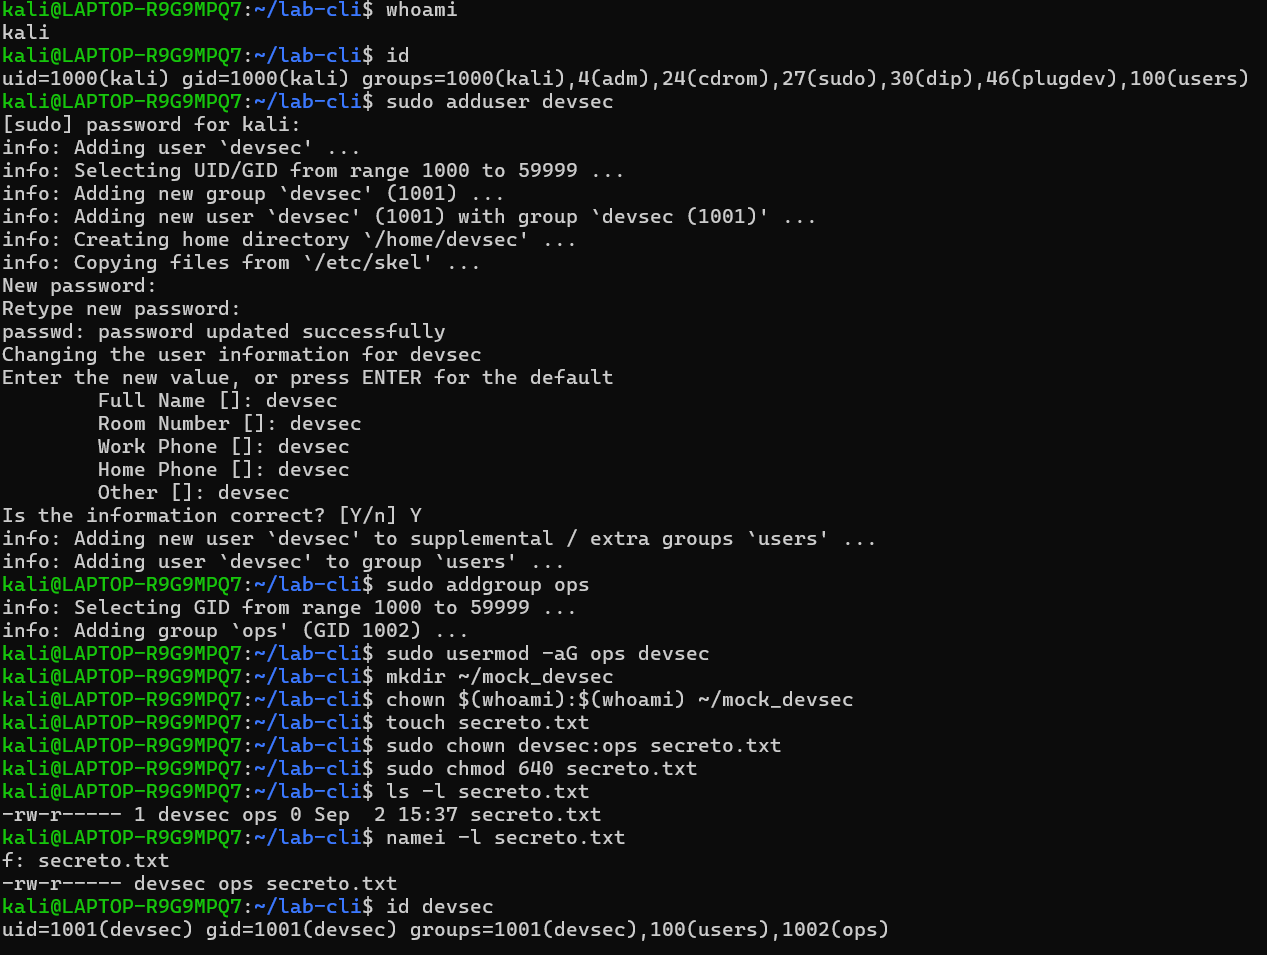 kali@LAPTOP-R9G9MPQ7:~/lab-cli$ whoami
kali
kali@LAPTOP-R9G9MPQ7:~/lab-cli$ id
uid=1000(kali) gid=1000(kali) groups=1000(kali),4(adm),24(cdrom),27(sudo),30(dip),46(plugdev),100(users)
kali@LAPTOP-R9G9MPQ7:~/lab-cli$ sudo adduser devsec
[sudo] password for kali:
info: Adding user `devsec' ...
info: Selecting UID/GID from range 1000 to 59999 ...
info: Adding new group `devsec' (1001) ...
info: Adding new user `devsec' (1001) with group `devsec (1001)' ...
info: Creating home directory `/home/devsec' ...
info: Copying files from `/etc/skel' ...
New password:
Retype new password:
passwd: password updated successfully
Changing the user information for devsec
Enter the new value, or press ENTER for the default
        Full Name []: devsec
        Room Number []: devsec
        Work Phone []: devsec
        Home Phone []: devsec
        Other []: devsec
Is the information correct? [Y/n] Y
info: Adding new user `devsec' to supplemental / extra groups `users' ...
info: Adding user `devsec' to group `users' ...
kali@LAPTOP-R9G9MPQ7:~/lab-cli$ sudo addgroup ops
info: Selecting GID from range 1000 to 59999 ...
info: Adding group `ops' (GID 1002) ...
kali@LAPTOP-R9G9MPQ7:~/lab-cli$ sudo usermod -aG ops devsec
kali@LAPTOP-R9G9MPQ7:~/lab-cli$ mkdir ~/mock_devsec
kali@LAPTOP-R9G9MPQ7:~/lab-cli$ chown $(whoami):$(whoami) ~/mock_devsec
kali@LAPTOP-R9G9MPQ7:~/lab-cli$ touch secreto.txt
kali@LAPTOP-R9G9MPQ7:~/lab-cli$ sudo chown devsec:ops secreto.txt
kali@LAPTOP-R9G9MPQ7:~/lab-cli$ sudo chmod 640 secreto.txt
kali@LAPTOP-R9G9MPQ7:~/lab-cli$ ls -l secreto.txt
-rw-r----- 1 devsec ops 0 Sep  2 15:37 secreto.txt
kali@LAPTOP-R9G9MPQ7:~/lab-cli$ namei -l secreto.txt
f: secreto.txt
-rw-r----- devsec ops secreto.txt
kali@LAPTOP-R9G9MPQ7:~/lab-cli$ id devsec
uid=1001(devsec) gid=1001(devsec) groups=1001(devsec),100(users),1002(ops)